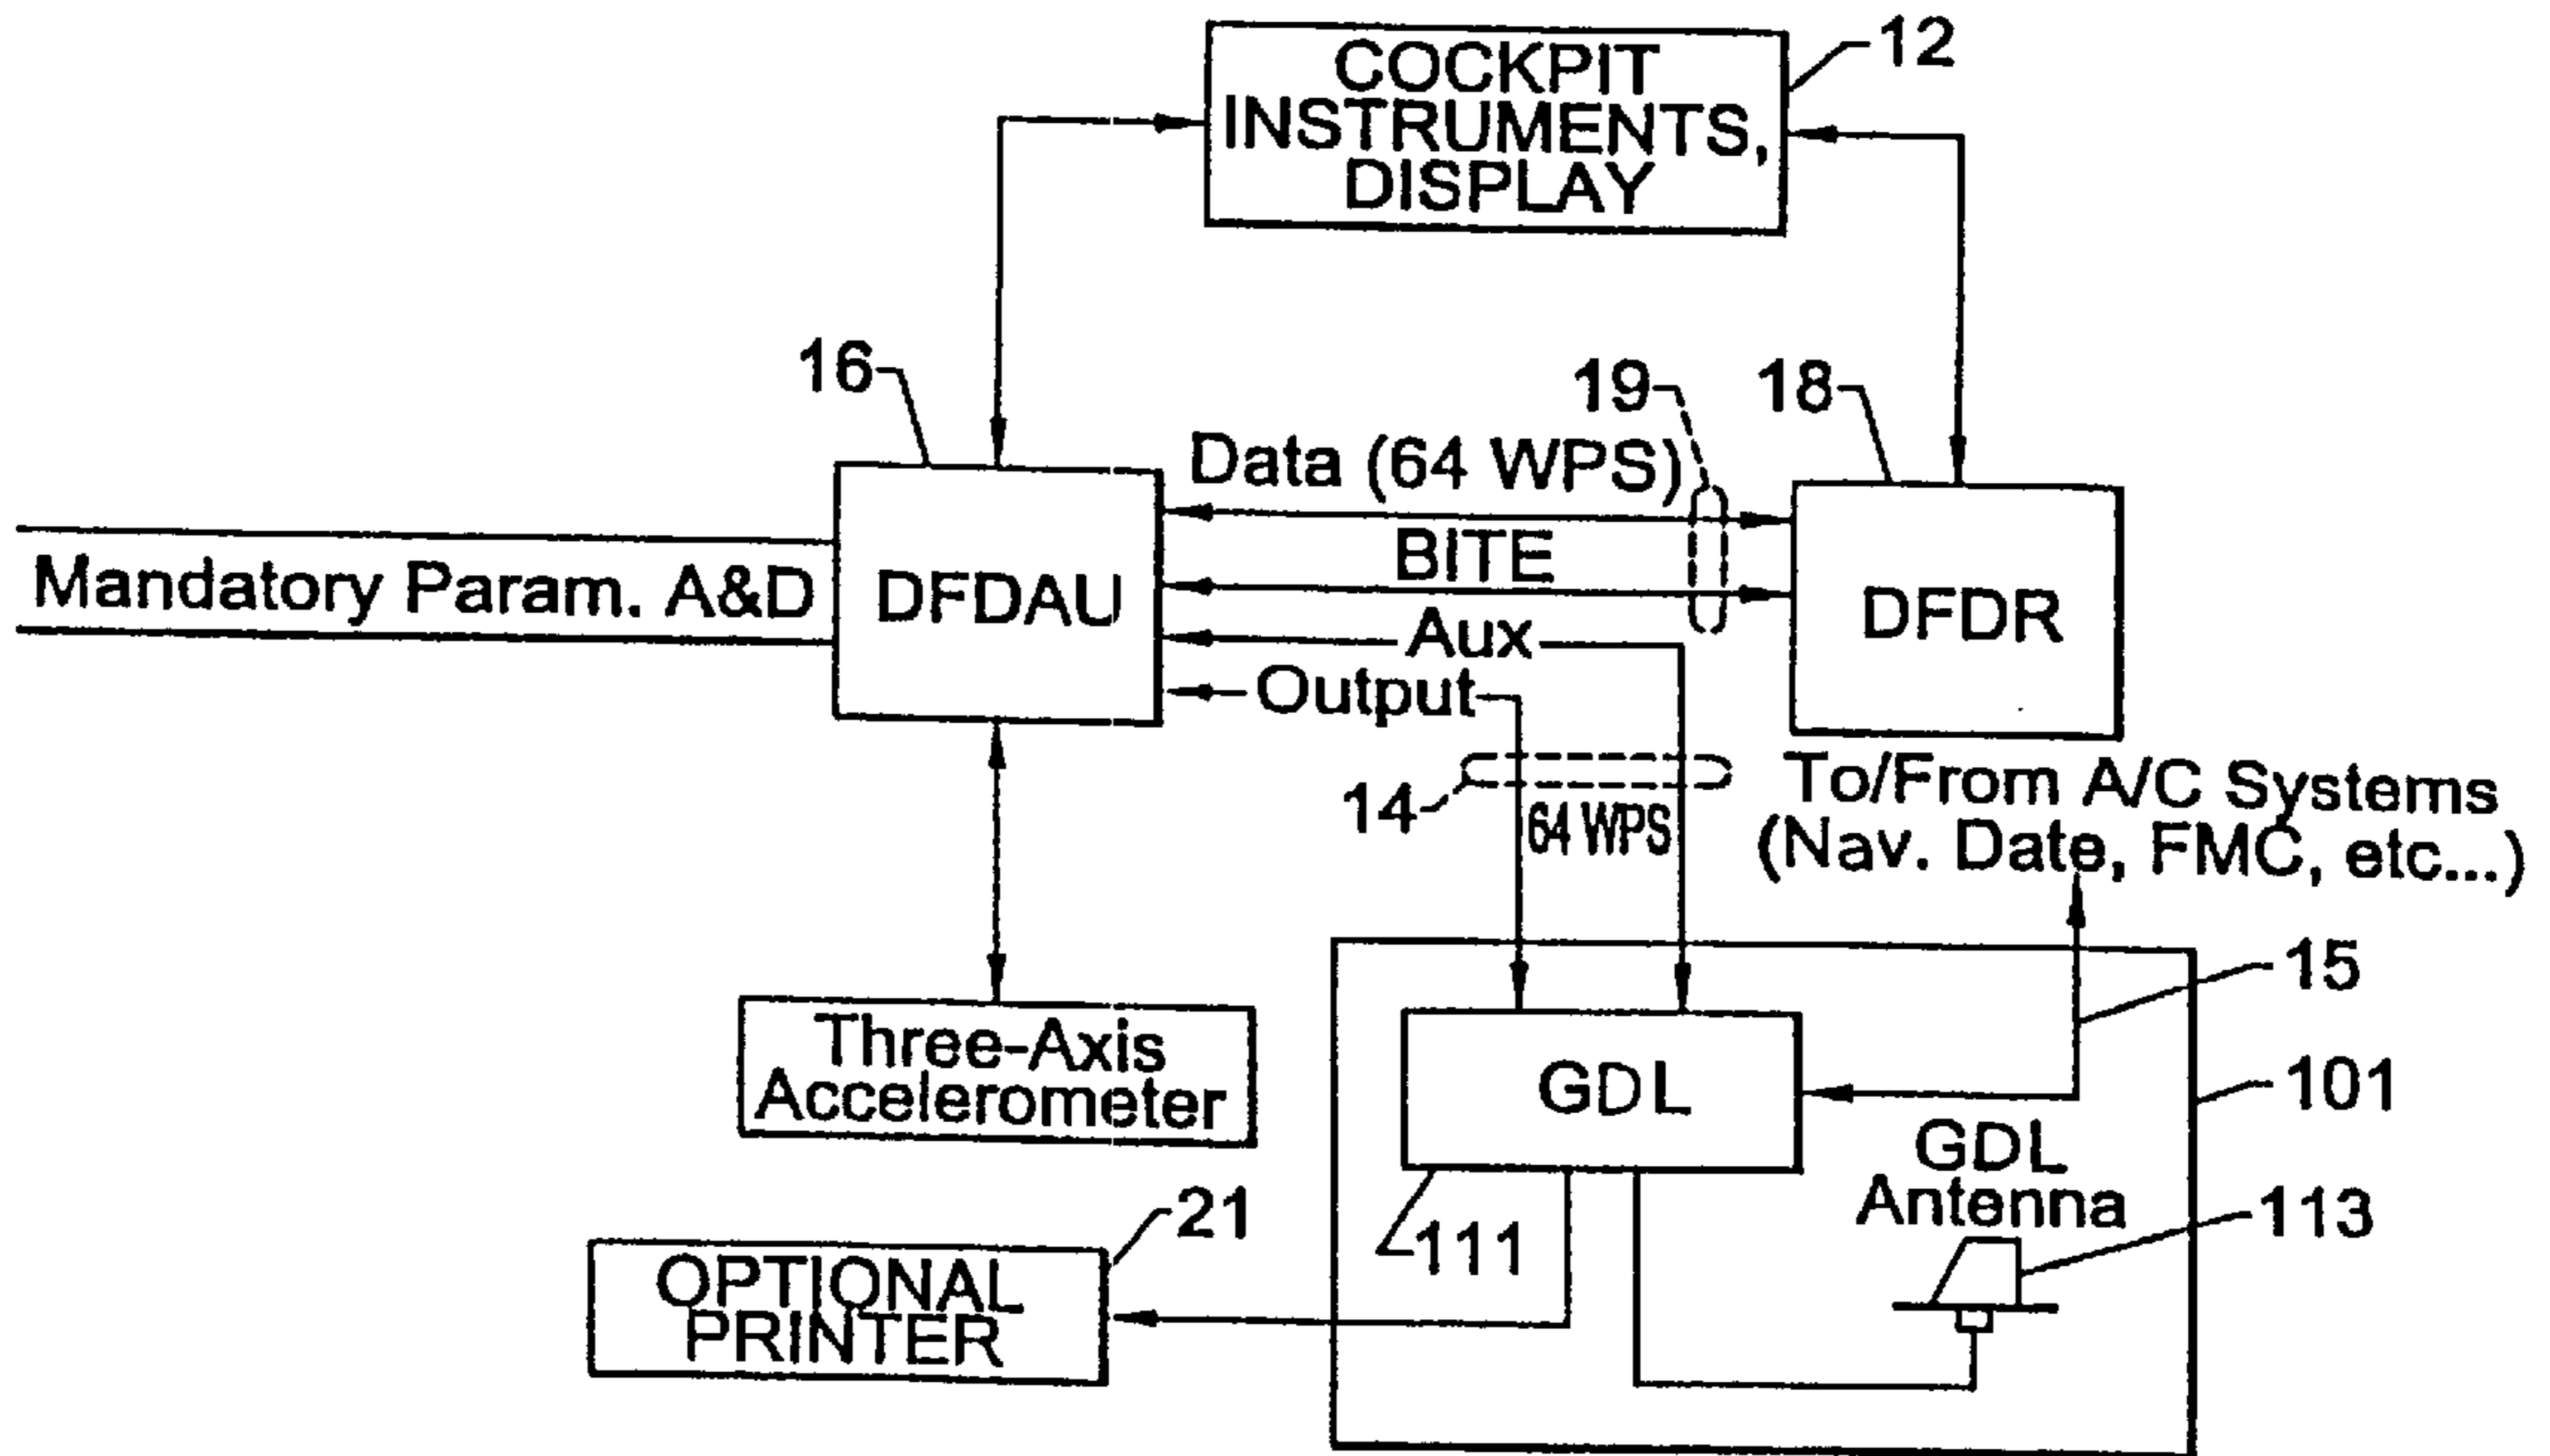 12
COCKPIT
INSTRUMENTS,
DISPLAY
16
19
18
Data (64 WPS)
BITE
Mandatory Param. A&D
DFDAU
DFDR
Aux
Output
14
64 WPS
To/From A/C Systems
(Nav. Date, FMC, etc...)
15
Three-Axis
Accelerometer
GDL
101
GDL
Antenna
21
111
113
OPTIONAL
PRINTER